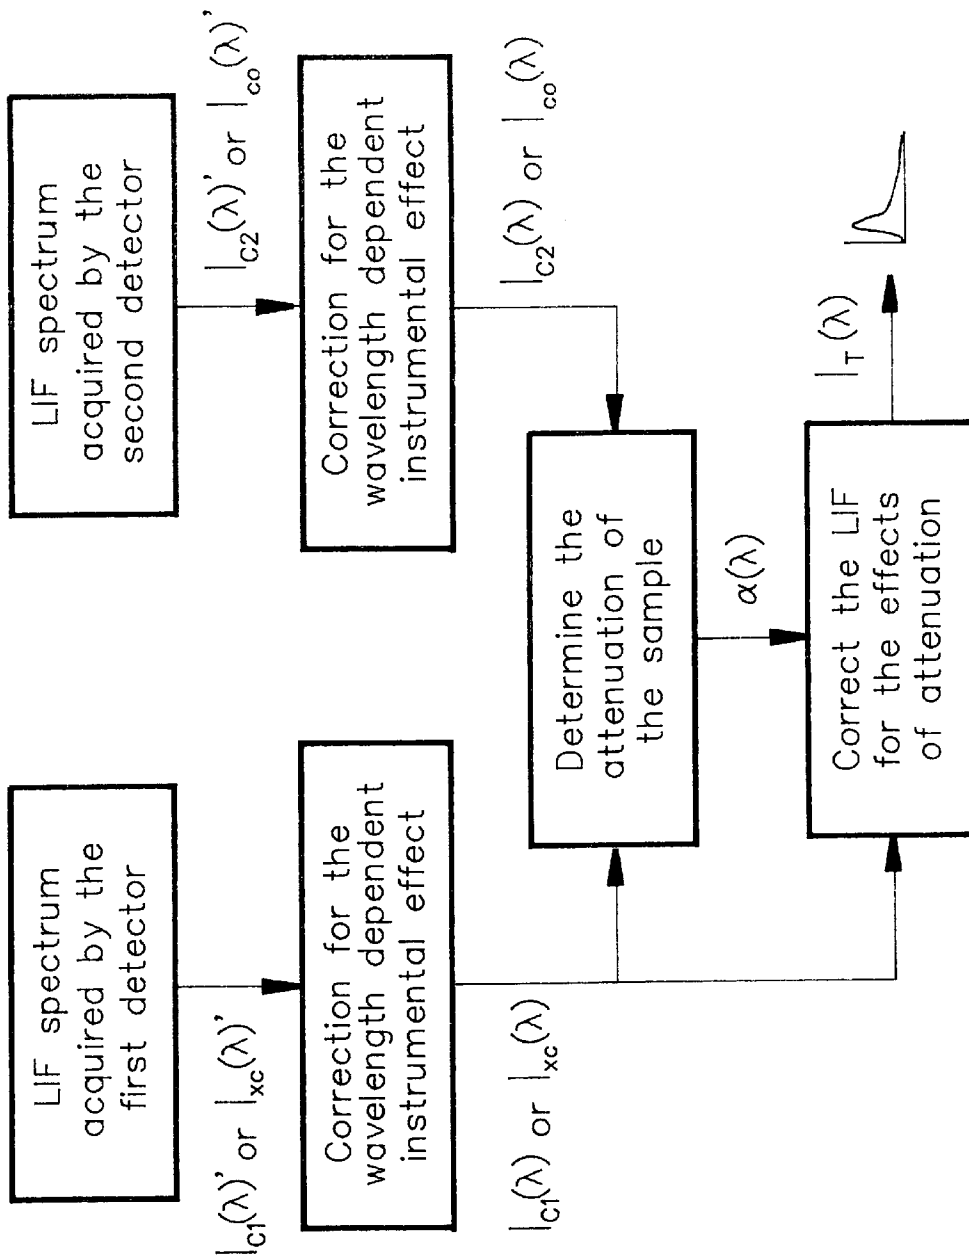 LIF spectrum
acquired by the
first detector
I_C1(λ)' or I_xc(λ)'
Correction for the
wavelength dependent
instrumental effect
I_C1(λ) or I_xc(λ)
LIF spectrum
acquired by the
second detector
I_C2(λ)' or I_co(λ)'
Correction for the
wavelength dependent
instrumental effect
I_C2(λ) or I_co(λ)
Determine the
attenuation of
the sample
α(λ)
Correct the LIF
for the effects
of attenuation
I_T(λ)